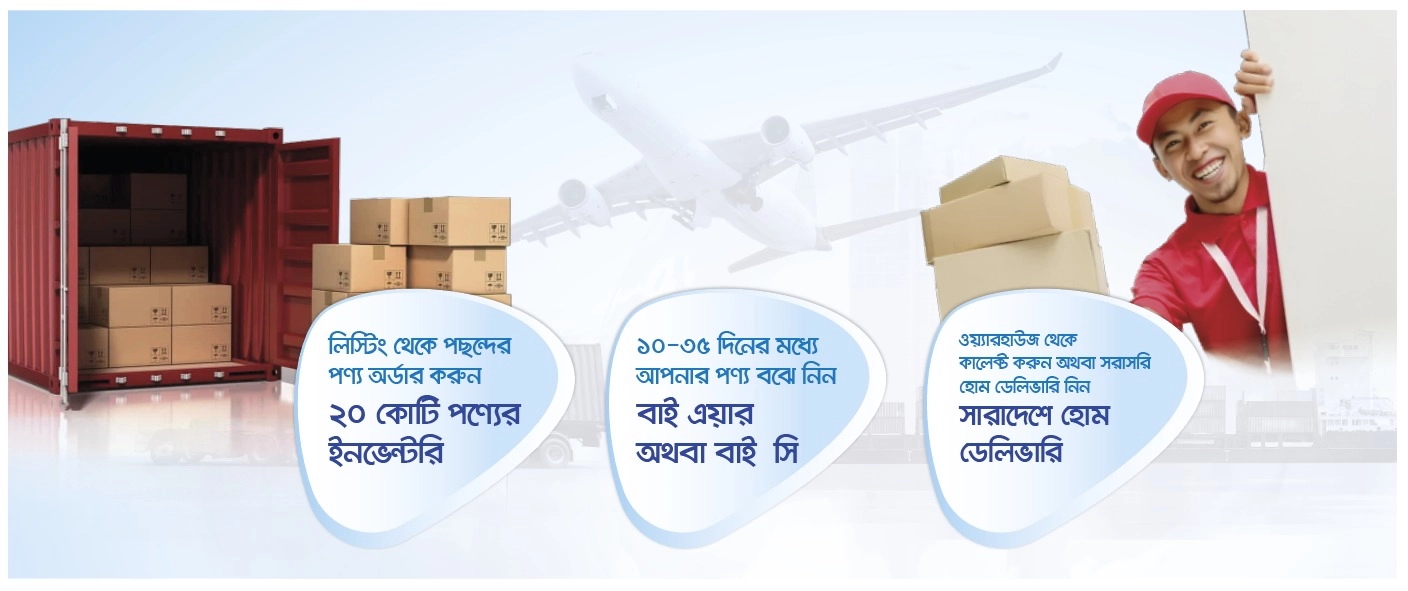 লিস্টিং থেকে পছন্দের
পণ্য অর্ডার করুন
২০ কোটি পণ্যের
ইনভেন্টরি
১০-৩৫ দিনের মধ্যে
আপনার পণ্য বঝে নিন
বাই এয়ার
অথবা বাই সি
ওয়্যারহাউজ থেকে
কালেক্ট করুন অথবা সরাসরি
হোম ডেলিভারি নিন
সারাদেশে হোম
ডেলিভারি